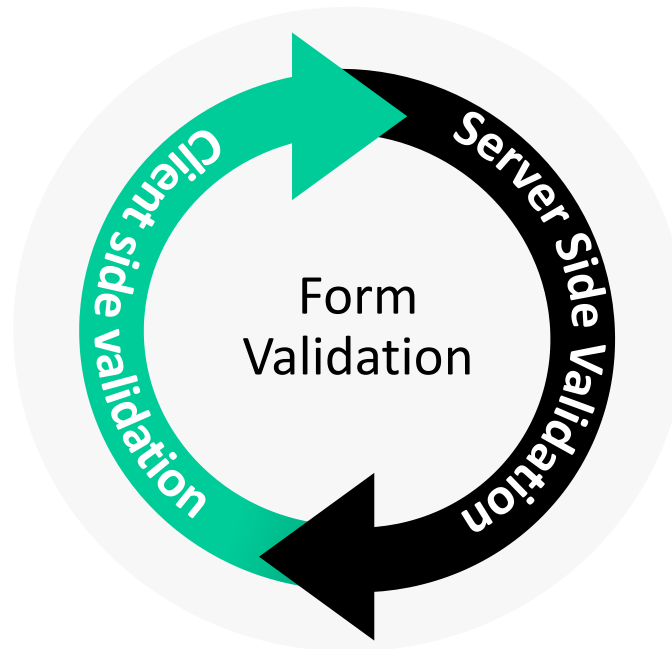 Client side validation
Server Side Validation
Form
Validation